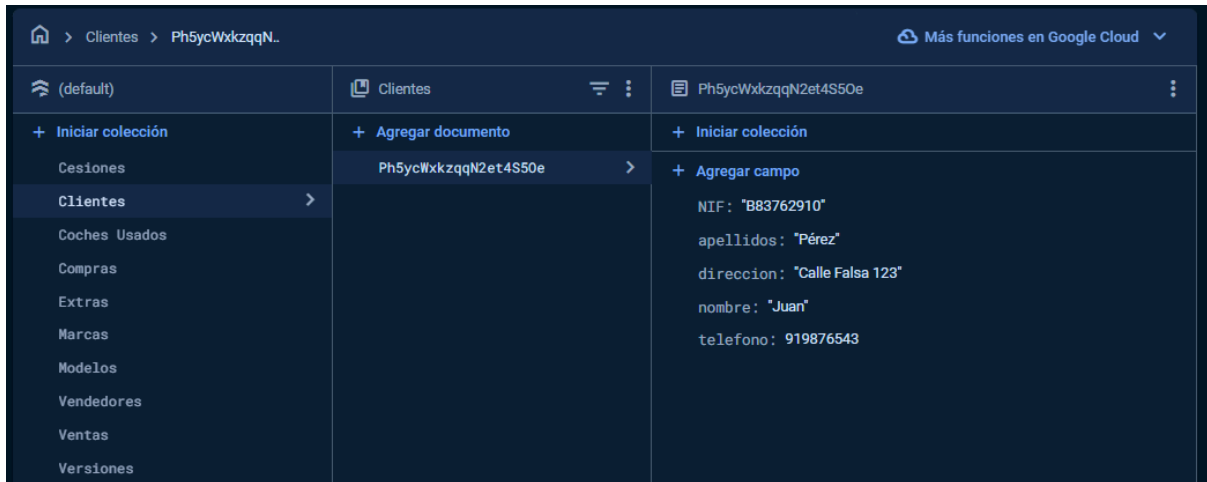 Clientes > Ph5ycWxkzqqN..
Más funciones en Google Cloud
(default)
Iniciar colección
Cesiones
Clientes
Coches Usados
Compras
Extras
Marcas
Modelos
Vendedores
Ventas
Versiones
Clientes
Agregar documento
Ph5ycWxkzqqN2et4S5Oe
Ph5ycWxkzqqN2et4S5Oe
Iniciar colección
Agregar campo
NIF: "B83762910"
apellidos: "Pérez"
direccion: "Calle Falsa 123"
nombre: "Juan"
telefono: 919876543